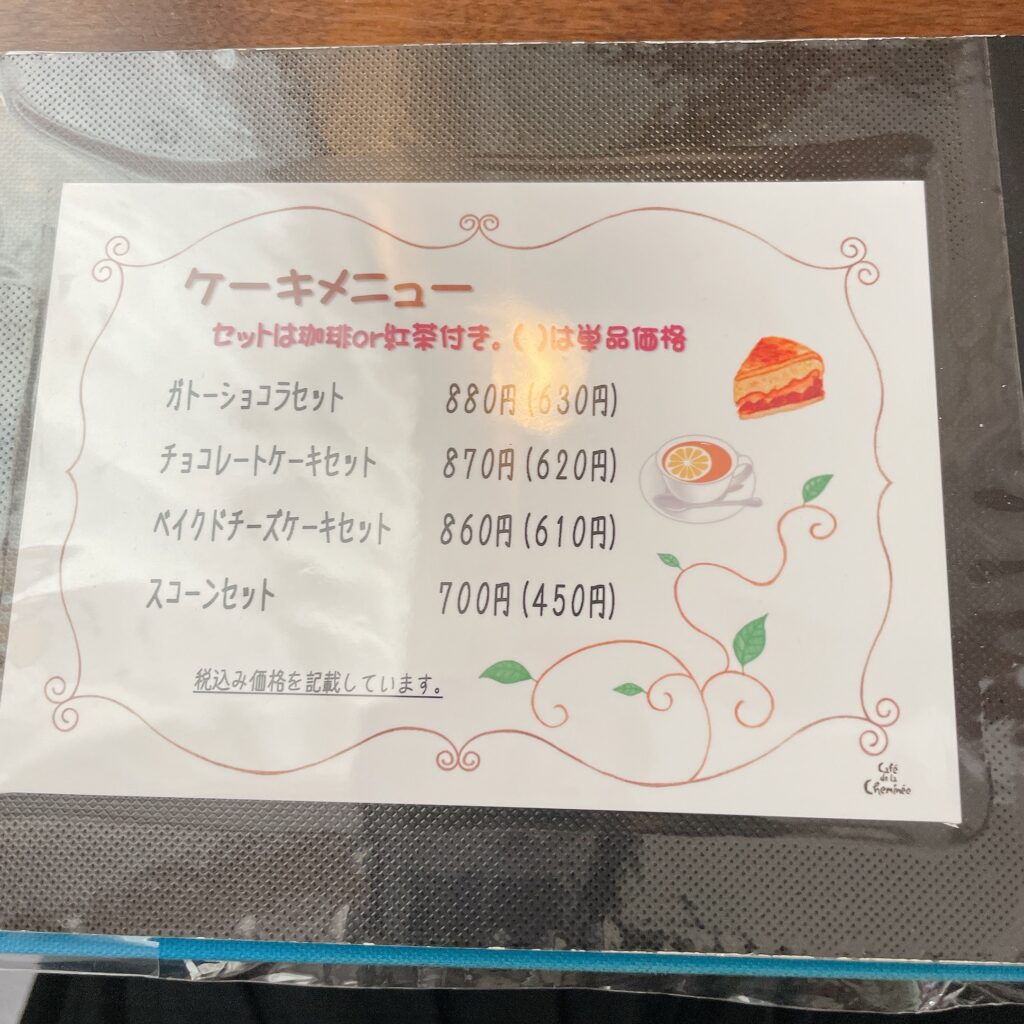 ケーキメニュー
セットは珈琲or紅茶付き。( )は単品価格
ガトーショコラセット 880円(630円)
チョコレートケーキセット 870円(620円)
ベイクドチーズケーキセット 860円(610円)
スコーンセット 700円(450円)
税込み価格を記載しています。
Café
de la
Cheminée